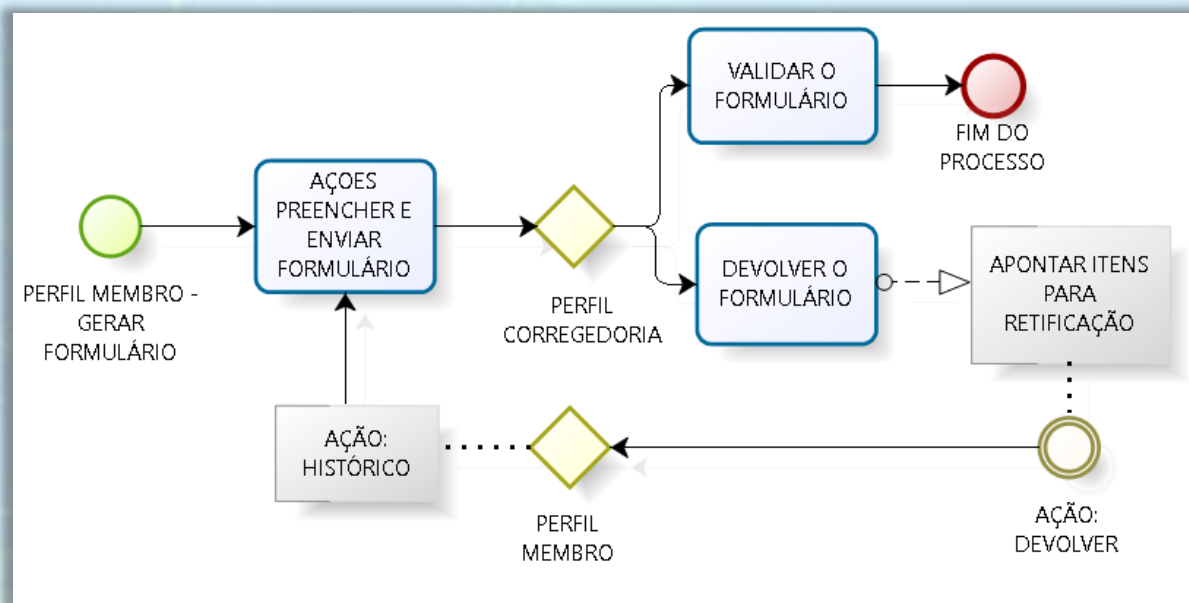 PERFIL MEMBRO -
GERAR
FORMULÁRIO
AÇOES
PREENCHER E
ENVIAR
FORMULÁRIO
PERFIL
CORREGEDORIA
VALIDAR O
FORMULÁRIO
FIM DO
PROCESSO
DEVOLVER O
FORMULÁRIO
APONTAR ITENS
PARA
RETIFICAÇÃO
AÇÃO:
DEVOLVER
PERFIL
MEMBRO
AÇÃO:
HISTÓRICO